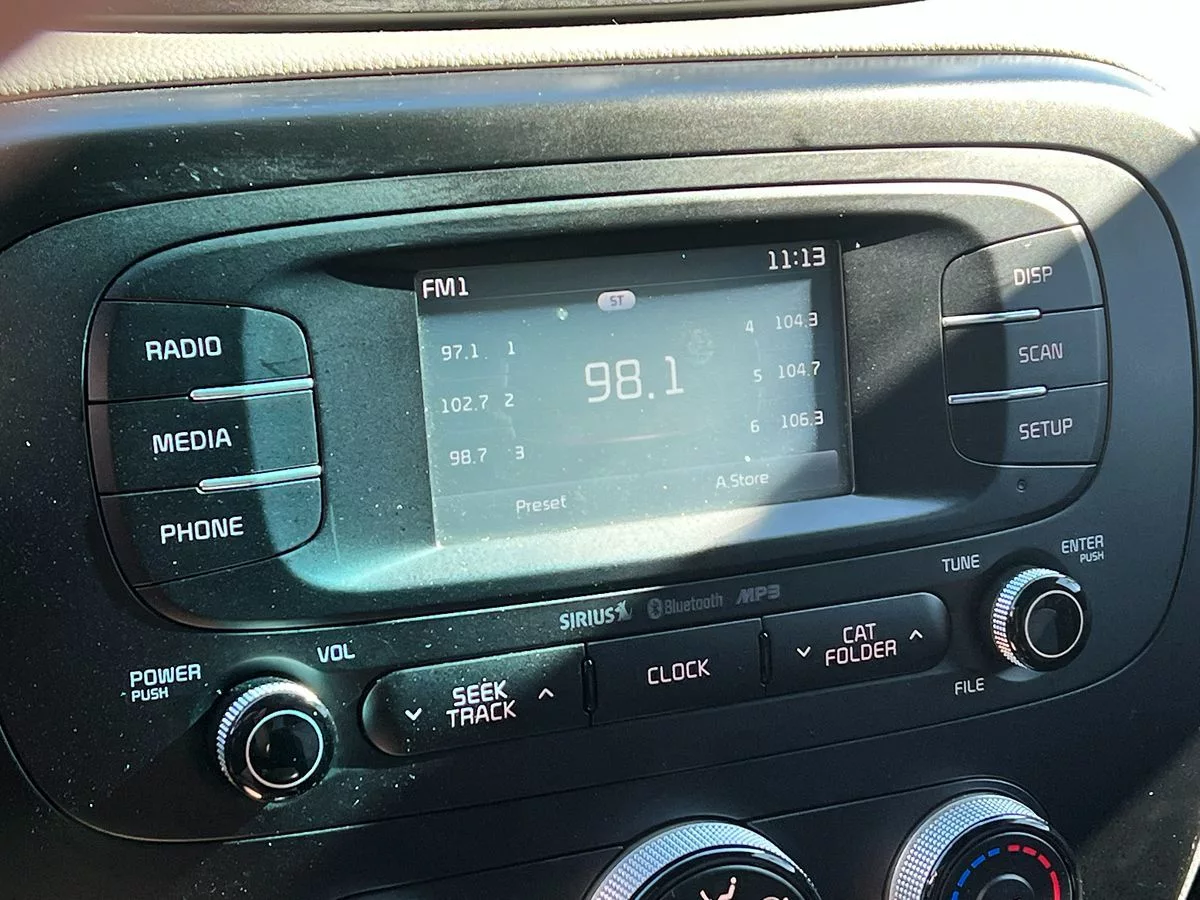 FM1
11:13
ST
97.1 1
102.7 2
98.7 3
98.1
4 104.3
5 104.7
6 106.3
Preset
A.Store
RADIO
MEDIA
PHONE
DISP
SCAN
SETUP
SIRIUS
Bluetooth
MP3
POWER
PUSH
VOL
SEEK
TRACK
CLOCK
CAT
FOLDER
TUNE
FILE
ENTER
PUSH